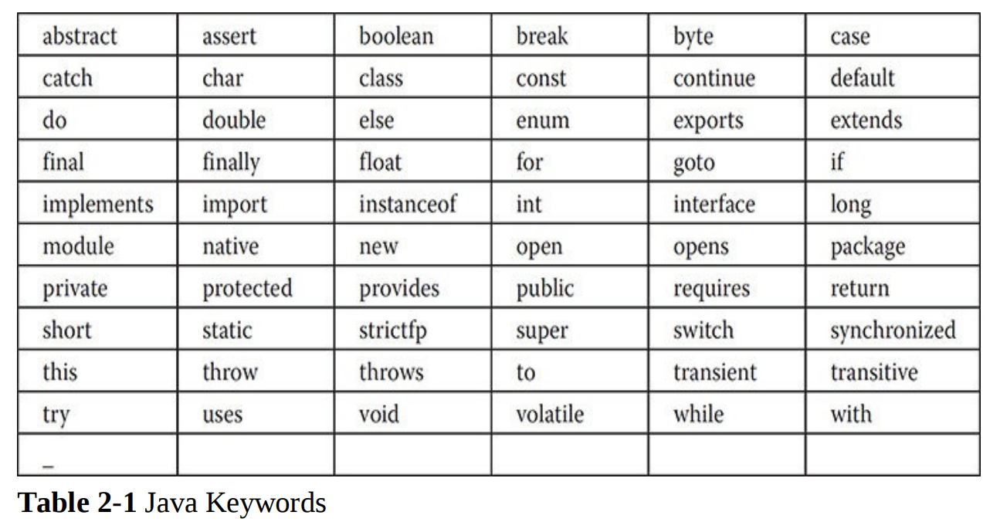 abstract assert boolean break byte case
catch char class const continue default
do double else enum exports extends
final finally float for goto if
implements import instanceof int interface long
module native new open opens package
private protected provides public requires return
short static strictfp super switch synchronized
this throw throws to transient transitive
try uses void volatile while with
_
Table 2-1 Java Keywords